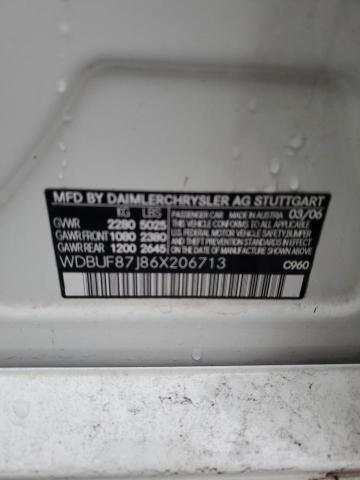 MFD BY DAIMLERCHRYSLER AG STUTTGART
KG LBS PASSENGER CAR MADE IN AUSTRIA 03/06
GVWR 2280 5025 THIS VEHICLE CONFORMS TO ALL APPLICABLE
GAWR FRONT 1080 2380 U.S. FEDERAL MOTOR VEHICLE SAFETY, BUMPER
GAWR REAR 1200 2645 AND THEFT PREVENTION STANDARDS IN EFFECT
ON THE DATE OF MANUFACTURE SHOWN ABOVE
WDBUF87J86X206713 C960